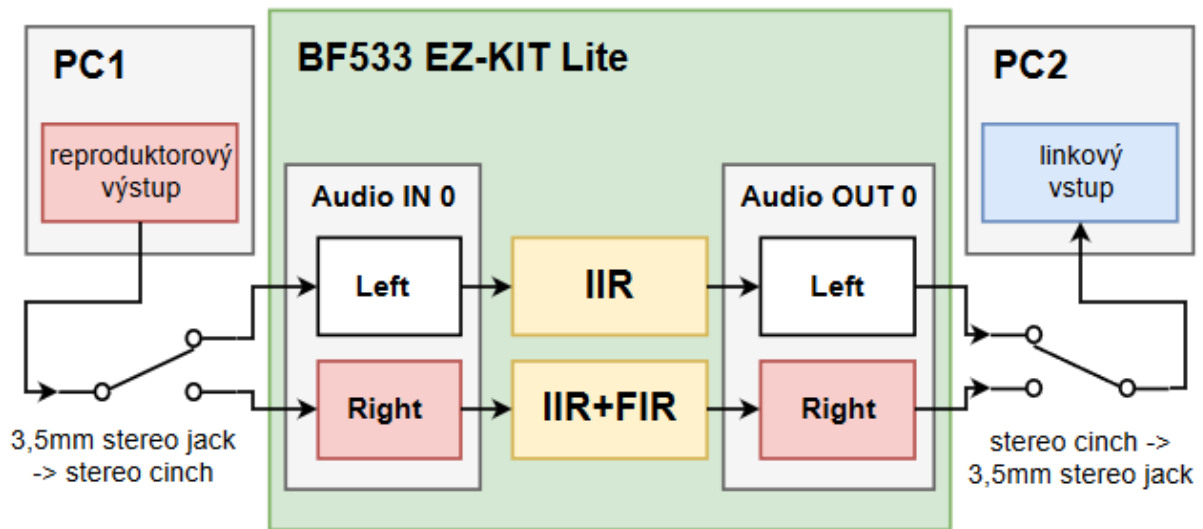 PC1
reproduktorový
výstup
3,5mm stereo jack
-> stereo cinch
BF533 EZ-KIT Lite
Audio IN 0
Left
Right
IIR
IIR+FIR
Audio OUT 0
Left
Right
PC2
linkový
vstup
stereo cinch ->
3,5mm stereo jack